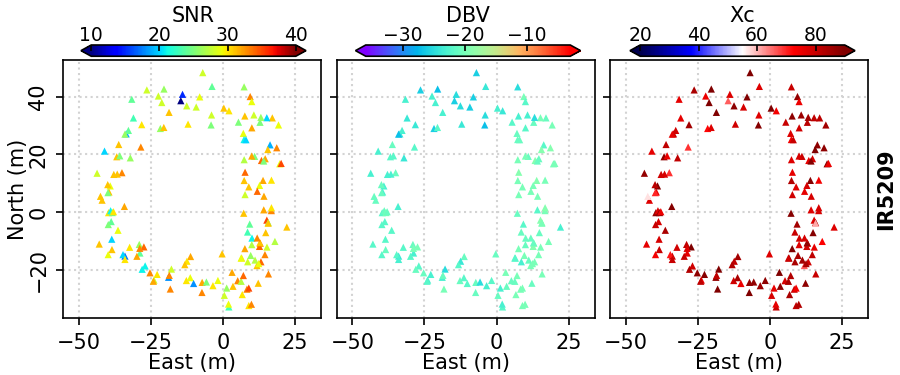 SNR DBV Xc
10 20 30 40 −30 −20 −10 20 40 60 80
40
20
0
−20
North (m)
−50 −25 0 25 −50 −25 0 25 −50 −25 0 25
East (m) East (m) East (m)
IR5209